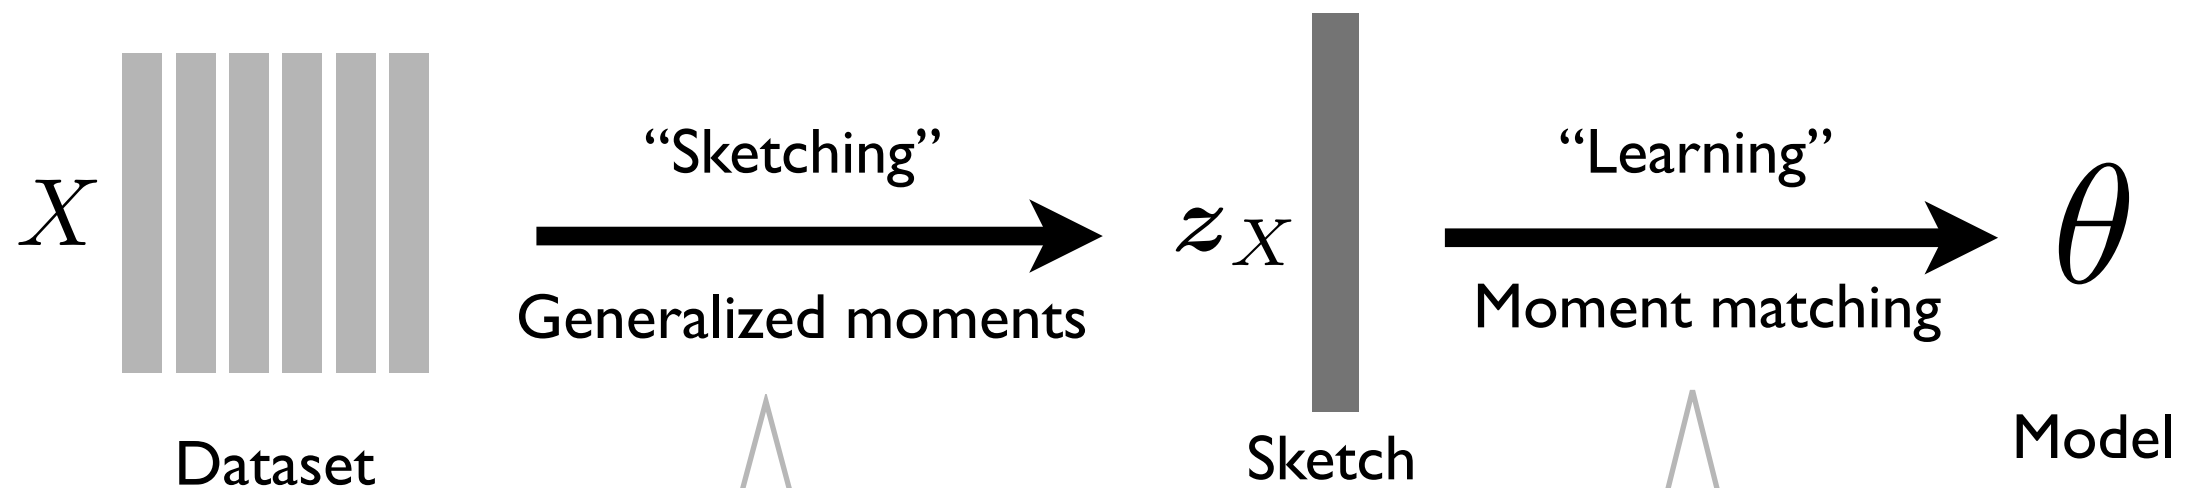 X
Dataset
“Sketching”
Generalized moments
z_X
Sketch
“Learning”
Moment matching
θ
Model